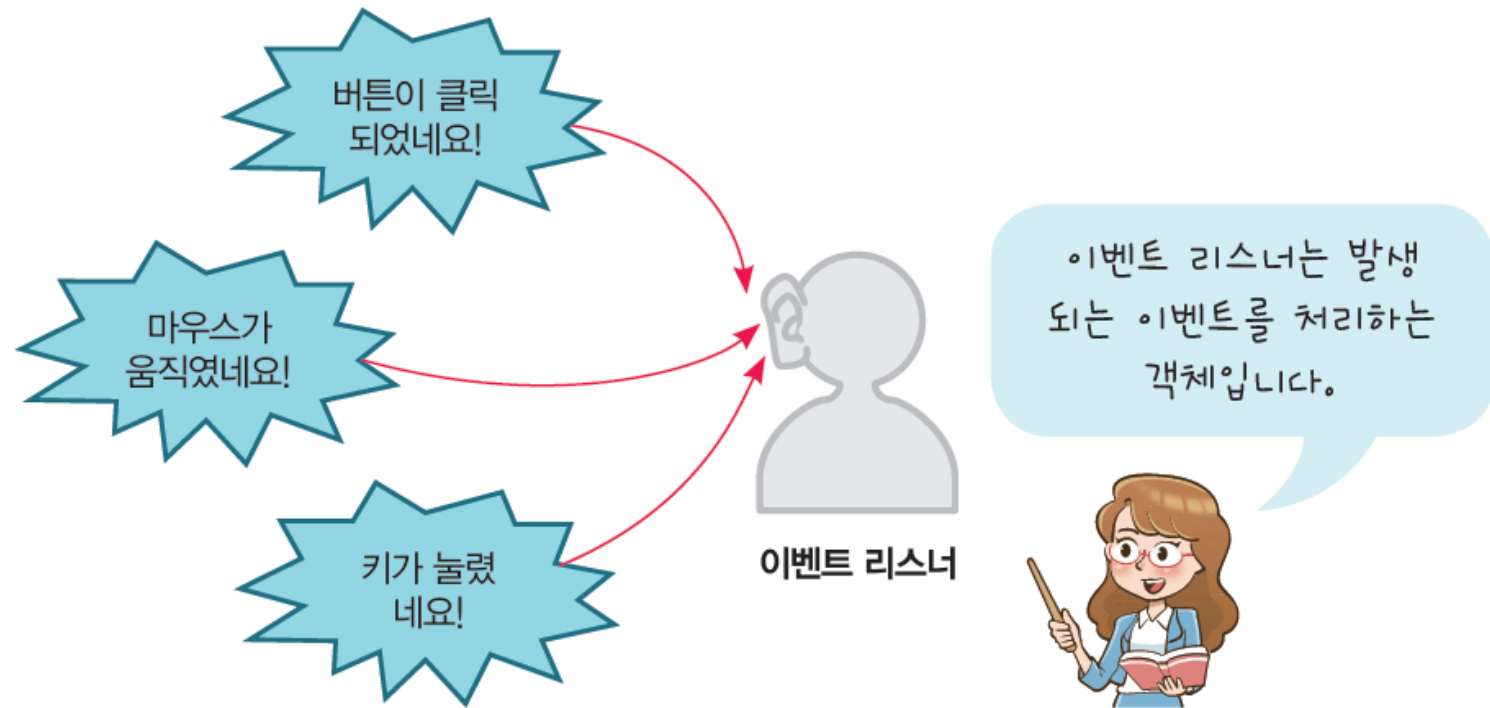 버튼이 클릭
되었네요!
마우스가
움직였네요!
키가 눌렸
네요!
이벤트 리스너
이벤트 리스너는 발생
되는 이벤트를 처리하는
객체입니다.